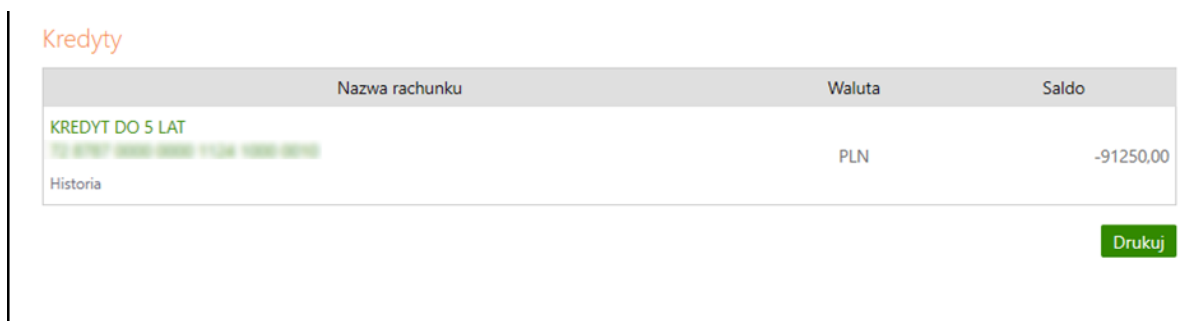 Kredyty
Nazwa rachunku Waluta Saldo
KREDYT DO 5 LAT
PLN -91250,00
Historia
Drukuj